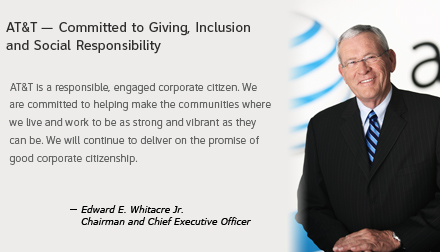 AT&T — Committed to Giving, Inclusion
and Social Responsibility
AT&T is a responsible, engaged corporate citizen. We
are committed to helping make the communities where
we live and work to be as strong and vibrant as they
can be. We will continue to deliver on the promise of
good corporate citizenship.
— Edward E. Whitacre Jr.
Chairman and Chief Executive Officer
a